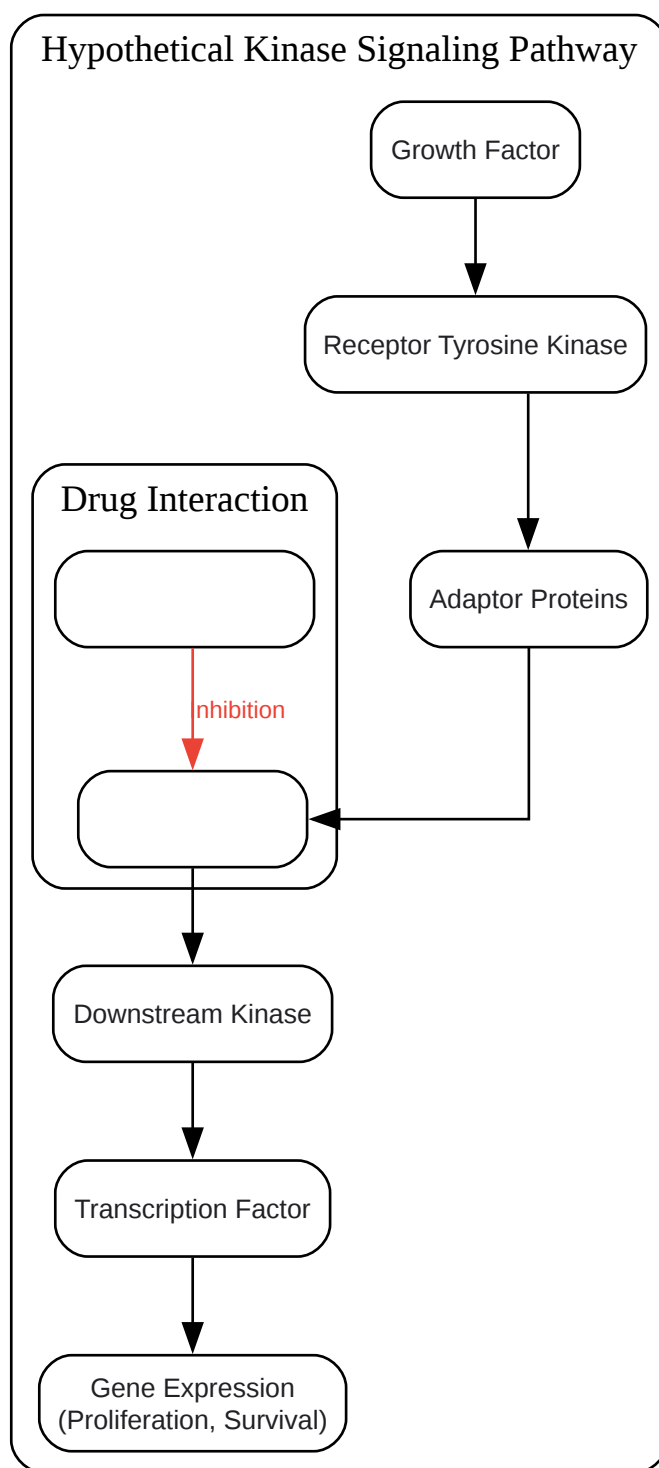 Hypothetical Kinase Signaling Pathway
Growth Factor
Receptor Tyrosine Kinase
Drug Interaction
Adaptor Proteins
Inhibition
Downstream Kinase
Transcription Factor
Gene Expression
(Proliferation, Survival)